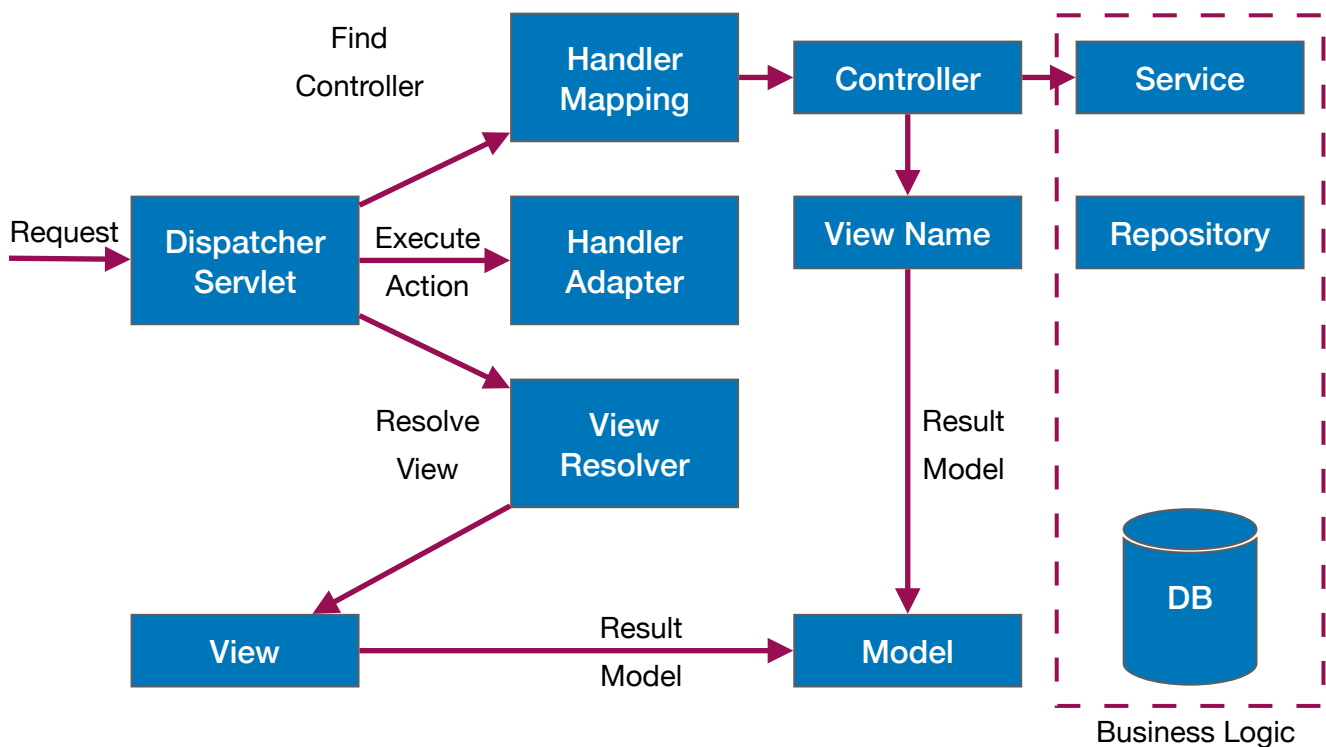 Find
Controller
Handler
Mapping
Controller
Service
Request
Dispatcher
Servlet
Execute
Action
Handler
Adapter
View Name
Repository
Resolve
View
View
Resolver
Result
Model
DB
View
Result
Model
Model
Business Logic